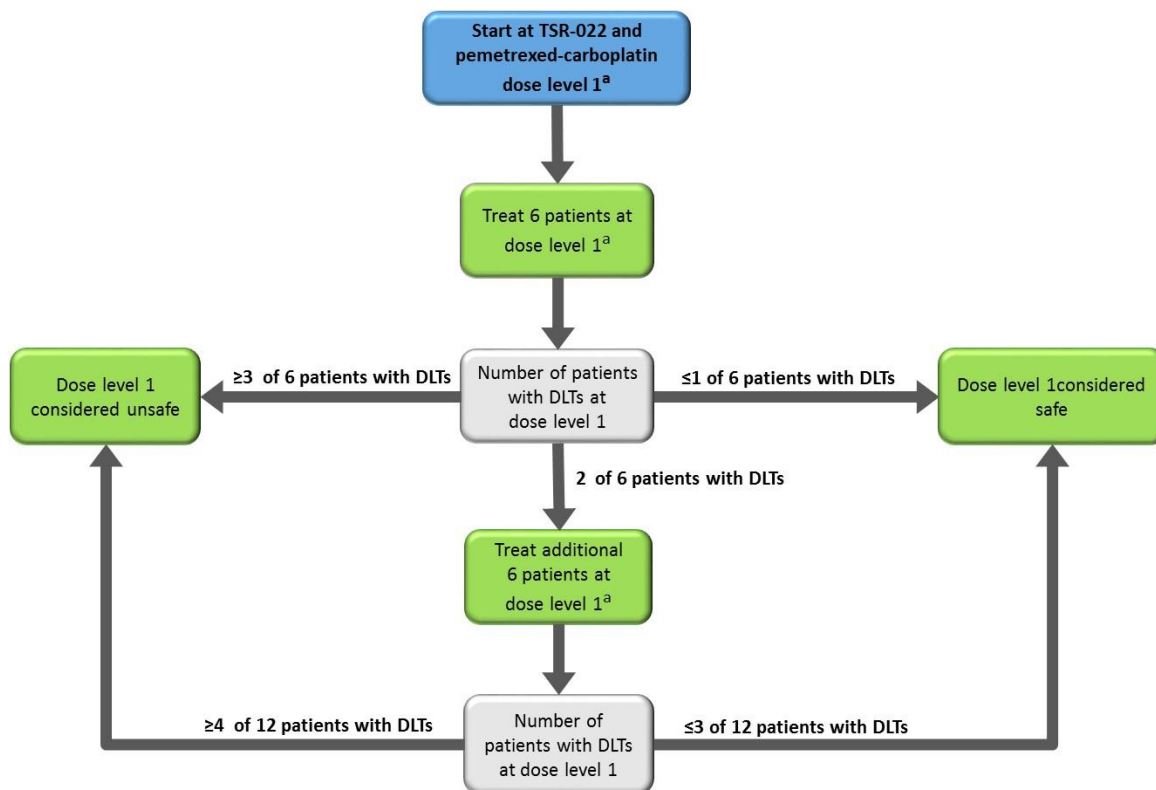 Start at TSR-022 and
pemetrexed-carboplatin
dose level 1ᵃ
Treat 6 patients at
dose level 1ᵃ
Dose level 1
considered unsafe
≥3 of 6 patients with DLTs
Number of patients
with DLTs at
dose level 1
≤1 of 6 patients with DLTs
Dose level 1considered
safe
2 of 6 patients with DLTs
Treat additional
6 patients at
dose level 1ᵃ
≥4 of 12 patients with DLTs
Number of
patients with DLTs
at dose level 1
≤3 of 12 patients with DLTs